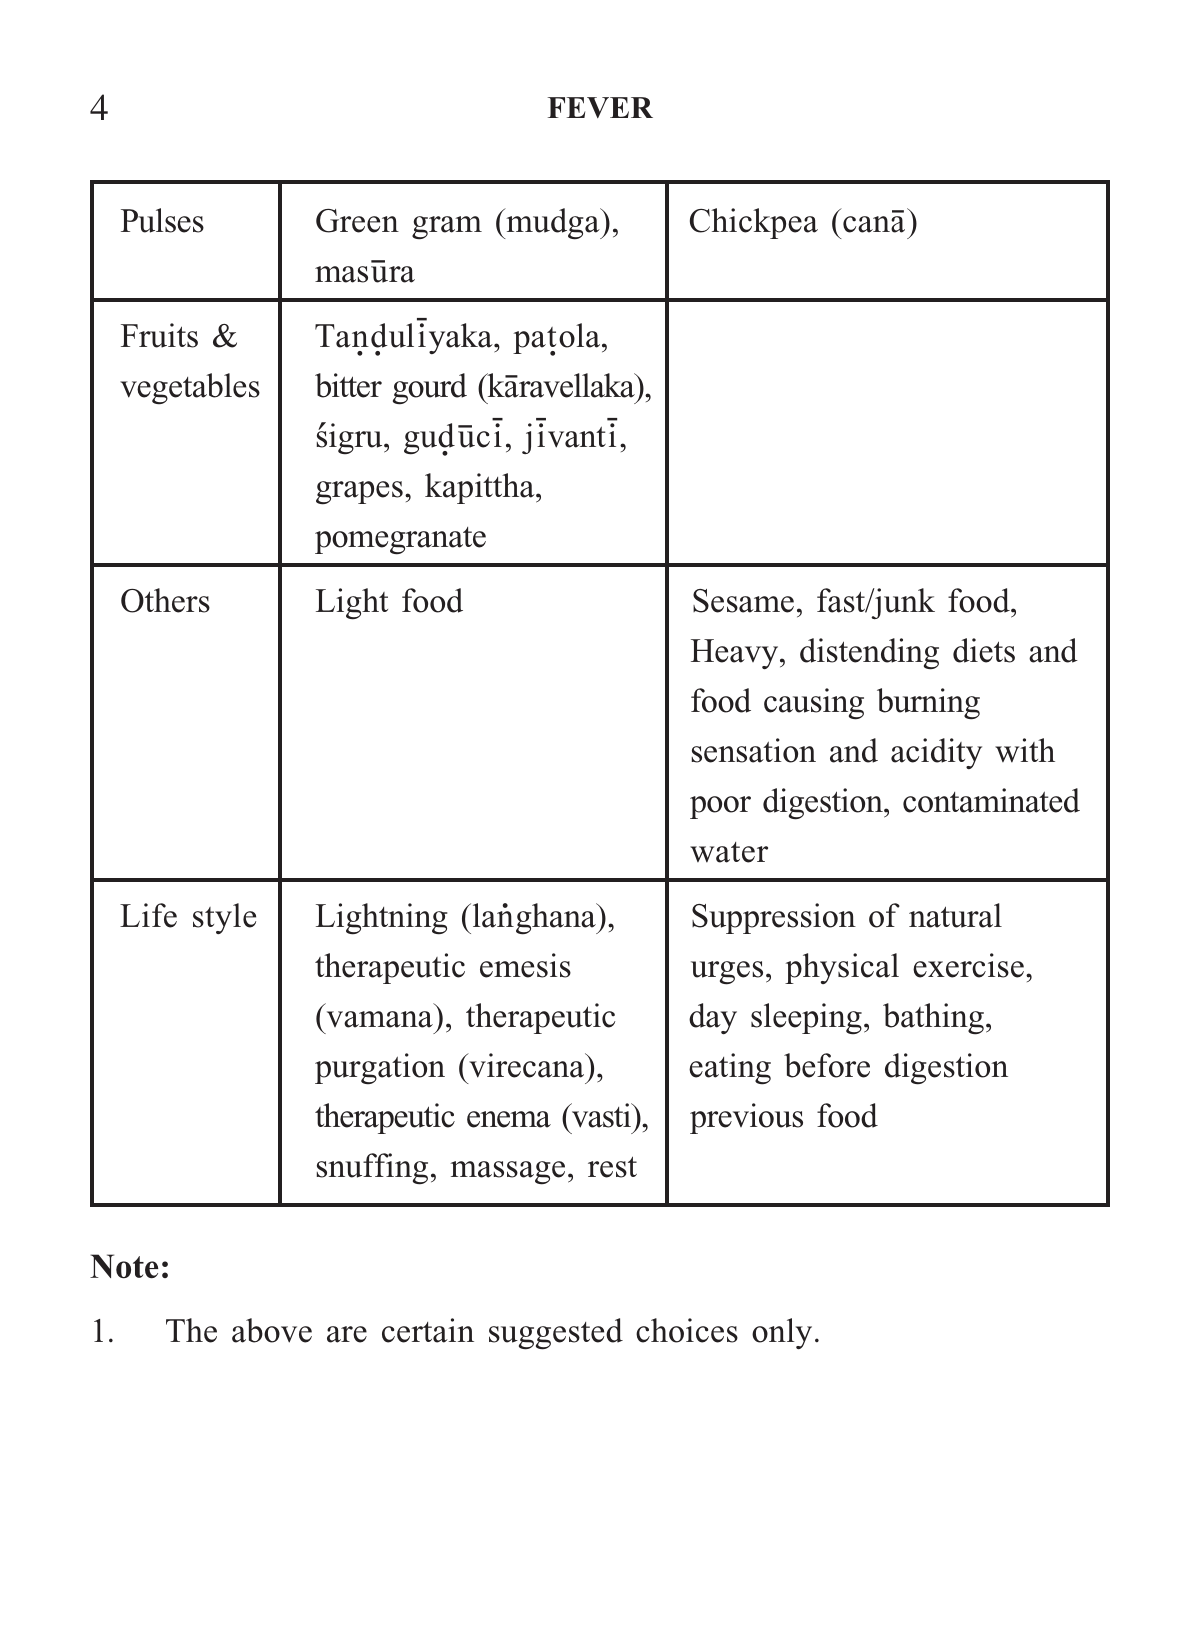 4
FEVER
Pulses
Green gram (mudga),
masūra
Chickpea (canā)
Fruits &
vegetables
Taṇḍulīyaka, paṭola,
bitter gourd (kāravellaka),
śigru, guḍūcī, jīvantī,
grapes, kapittha,
pomegranate
Others
Light food
Sesame, fast/junk food,
Heavy, distending diets and
food causing burning
sensation and acidity with
poor digestion, contaminated
water
Life style
Lightning (laṅghana),
therapeutic emesis
(vamana), therapeutic
purgation (virecana),
therapeutic enema (vasti),
snuffing, massage, rest
Suppression of natural
urges, physical exercise,
day sleeping, bathing,
eating before digestion
previous food
Note:
1. The above are certain suggested choices only.